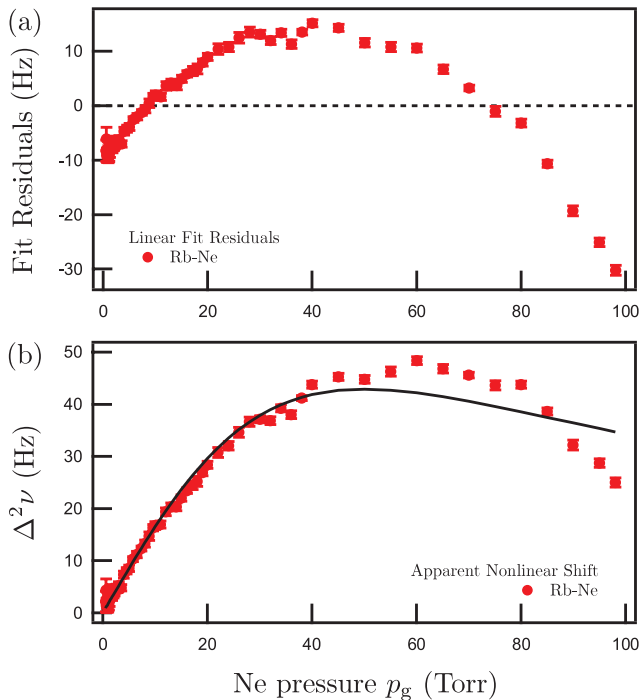 (a)
Fit Residuals (Hz)
10
0
-10
-20
-30
Linear Fit Residuals
Rb-Ne
0
20
40
60
80
100
(b)
Δ²ν (Hz)
50
40
30
20
10
0
Apparent Nonlinear Shift
Rb-Ne
0
20
40
60
80
100
Ne pressure p_g (Torr)